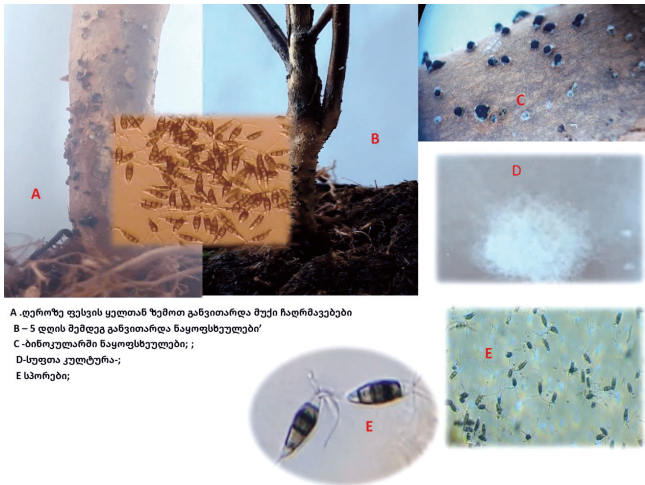 A
B
C
D
E
E
A .ღეროზე ფესვის ყელთან ზემოთ განვითარდა მუქი ჩაღრმავებები
B – 5 დღის შემდეგ განვითარდა ნაყოფსხეულები’
C -ბინოკულარში ნაყოფსხეულები; ;
D-სუფთა კულტურა-;
E სპორები;